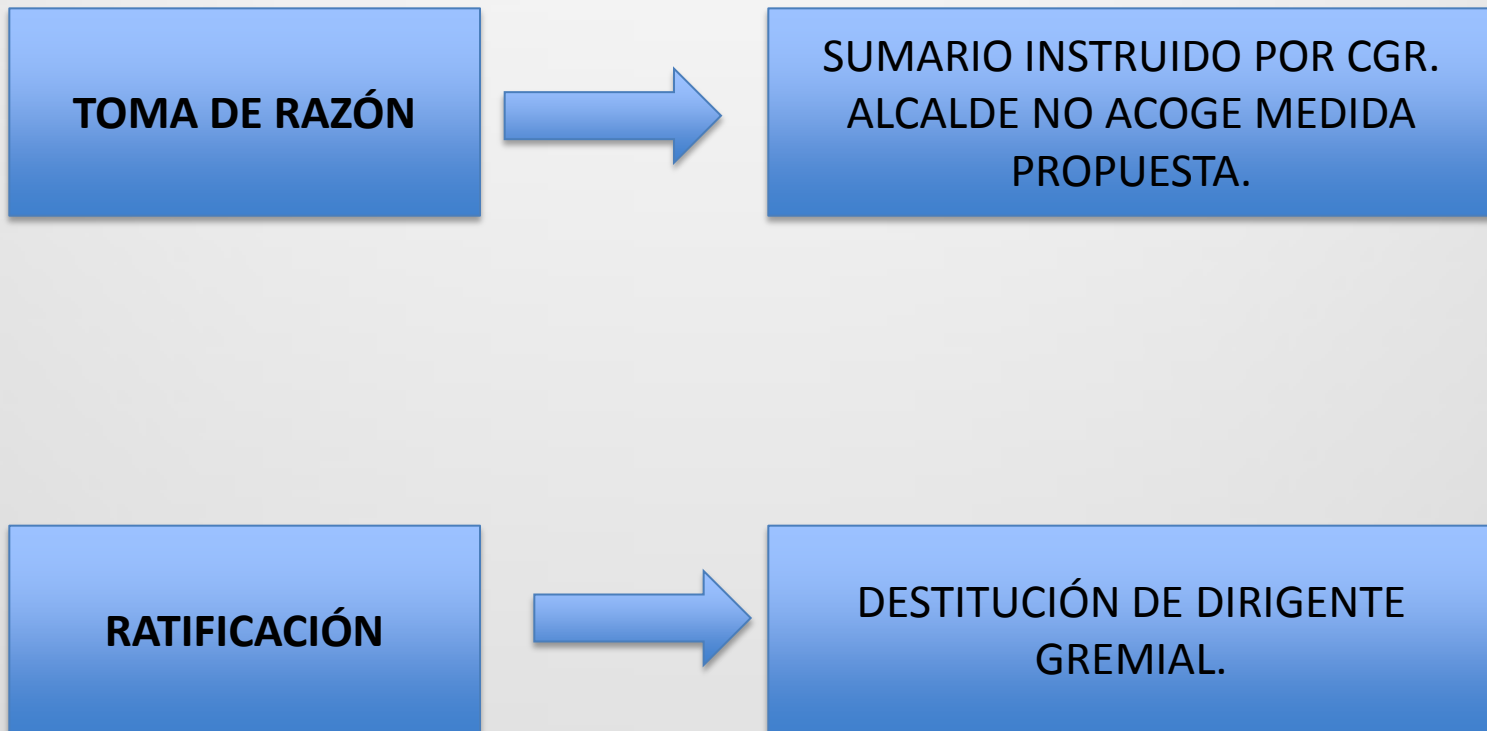 TOMA DE RAZÓN
SUMARIO INSTRUIDO POR CGR.
ALCALDE NO ACOGE MEDIDA
PROPUESTA.
RATIFICACIÓN
DESTITUCIÓN DE DIRIGENTE
GREMIAL.